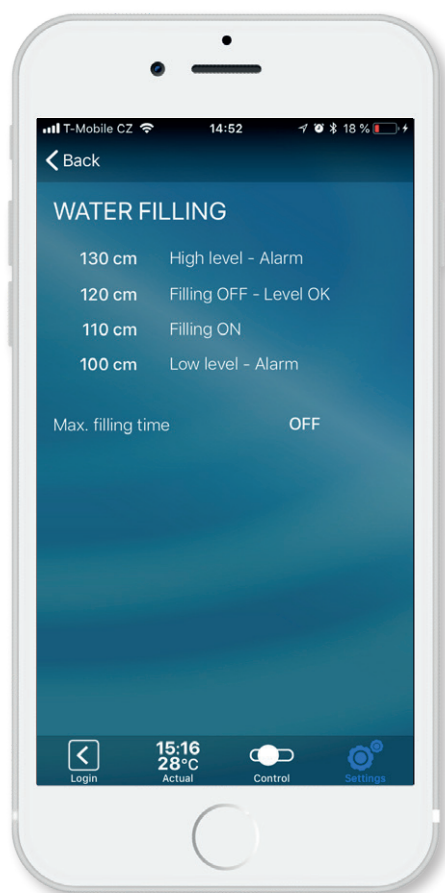 T-Mobile CZ 14:52 18 %
Back
WATER FILLING
130 cm High level - Alarm
120 cm Filling OFF - Level OK
110 cm Filling ON
100 cm Low level - Alarm
Max. filling time OFF
15:16
28°C
Login Actual Control Settings